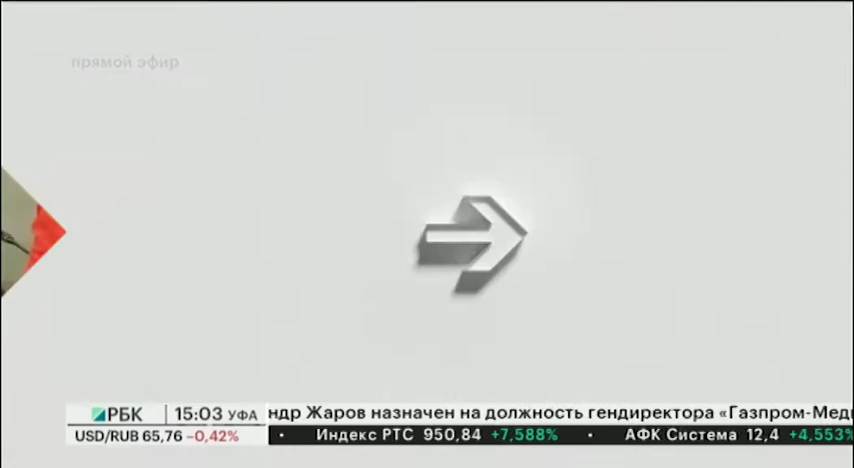 прямой эфир
РБК 15:03 УФА ндр Жаров назначен на должность гендиректора «Газпром-Мед
USD/RUB 65,76 -0,42% • Индекс РТС 950,84 +7,588% • АФК Система 12,4 +4,553%